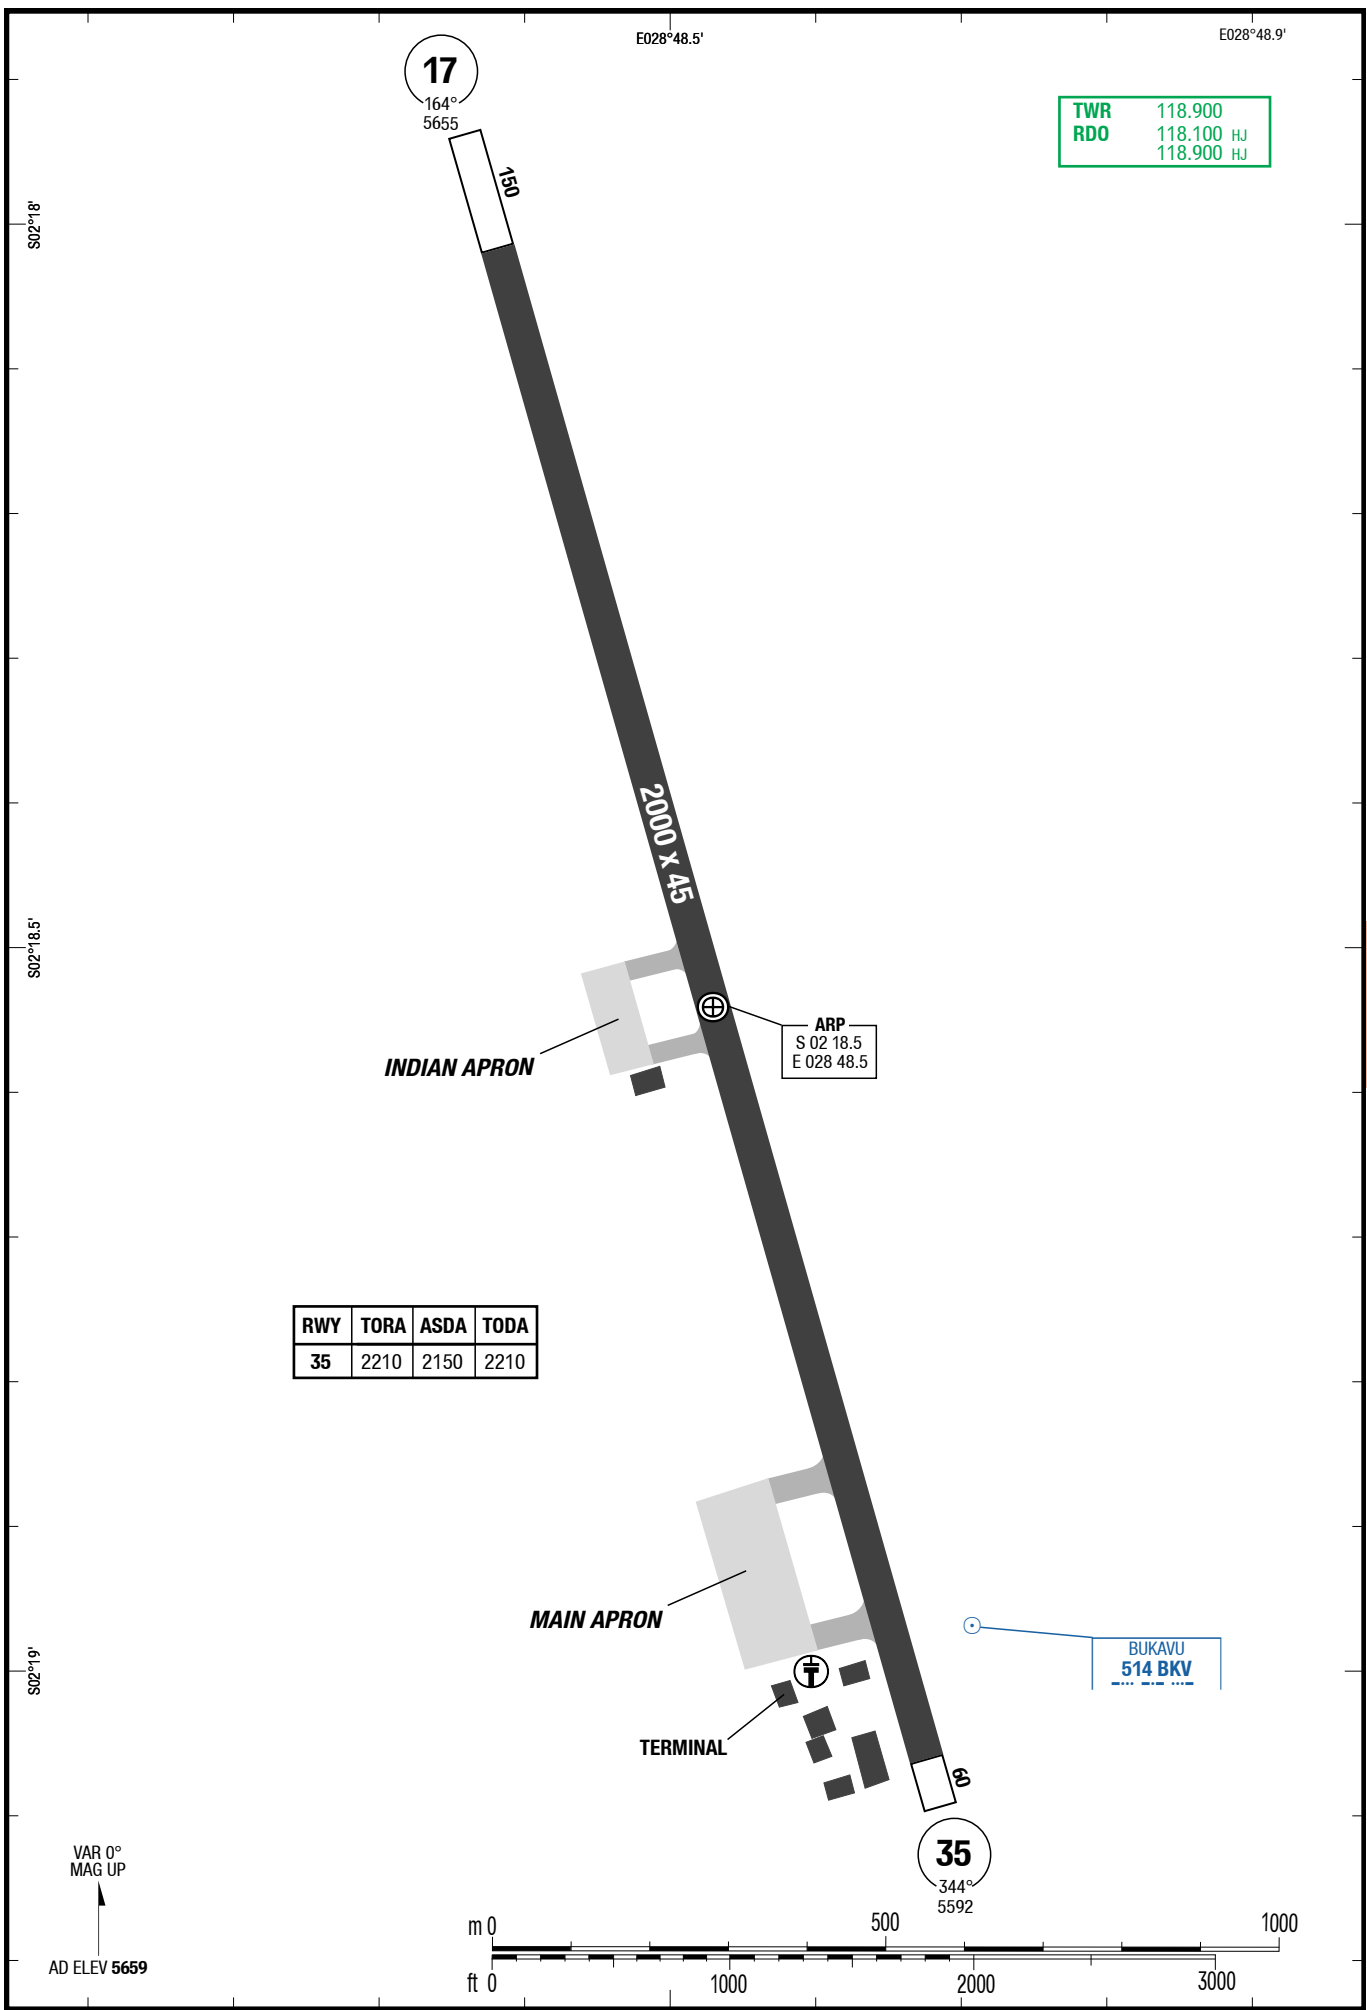 E028°48.5'
E028°48.9'
17
164°
5655
TWR 118.900
RDO 118.100 HJ
118.900 HJ
150
S02°18'
2000 x 45
S02°18.5'
ARP
S 02 18.5
E 028 48.5
INDIAN APRON
RWY TORA ASDA TODA
35 2210 2150 2210
MAIN APRON
BUKAVU
514 BKV
S02°19'
T
TERMINAL
60
35
344°
5592
VAR 0°
MAG UP
AD ELEV 5659
m 0 500 1000
ft 0 1000 2000 3000